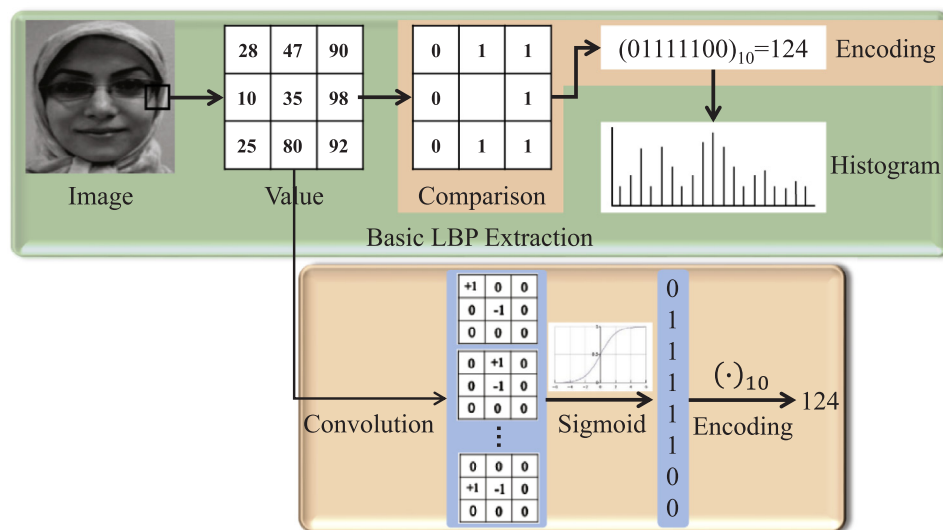 28 47 90
10 35 98
25 80 92
0 1 1
0 1
0 1 1
(01111100)10=124
Encoding
Image
Value
Comparison
Histogram
Basic LBP Extraction
+1 0 0
0 -1 0
0 0 0
0 +1 0
0 -1 0
0 0 0
⋮
0 0 0
+1 -1 0
0 0 0
Convolution
Sigmoid
0
1
1
1
1
1
0
0
(·)10
Encoding
124